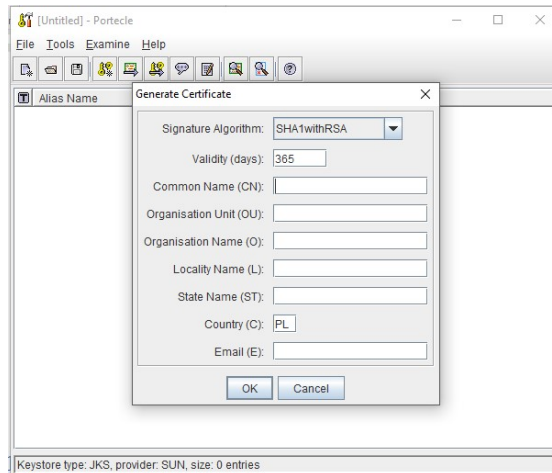 [Untitled] - Portecle
File Tools Examine Help
T Alias Name
Generate Certificate
Signature Algorithm: SHA1withRSA
Validity (days): 365
Common Name (CN):
Organisation Unit (OU):
Organisation Name (O):
Locality Name (L):
State Name (ST):
Country (C): PL
Email (E):
OK Cancel
Keystore type: JKS, provider: SUN, size: 0 entries